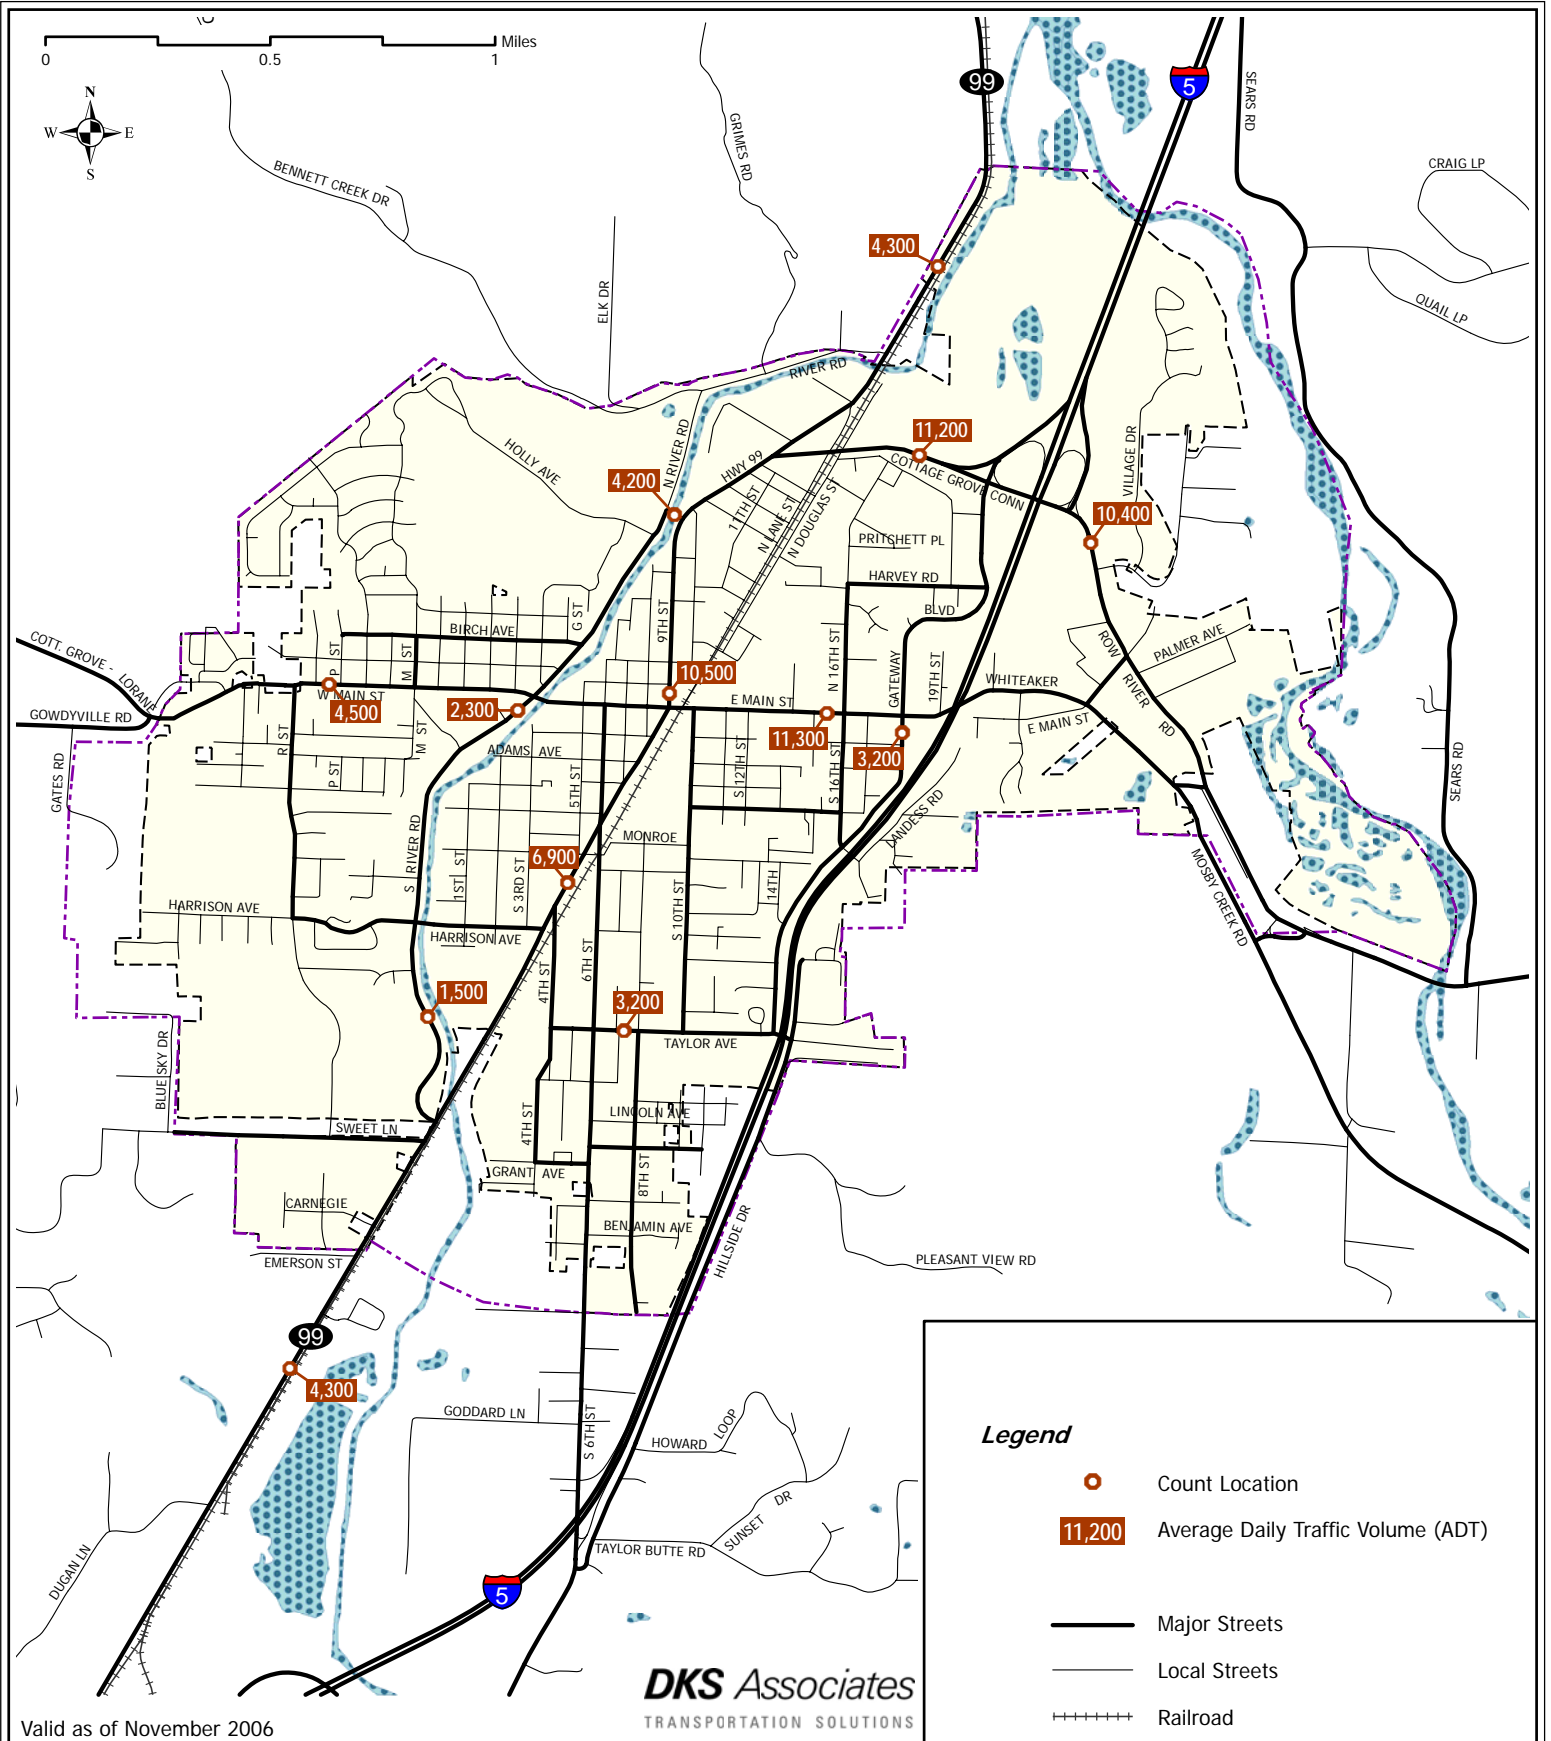 Miles
0
0.5
1
N
W
E
S
99
5
SEARS RD
GRIMES RD
CRAIG LP
BENNETT CREEK DR
4,300
ELK DR
QUAIL LP
RIVER RD
11,200
N RIVER RD
HOLLY AVE
HWY 99
COTTAGE GROVE CONN
VILLAGE DR
4,200
11TH ST
N LANE ST
N DOUGLAS ST
10,400
PRITCHETT PL
HARVEY RD
BLVD
G ST
9TH ST
BIRCH AVE
COTT. GROVE - LORANE
P ST
M ST
N 16TH ST
GATEWAY
19TH ST
ROW
RIVER
RD
PALMER AVE
10,500
WHITEAKER
W MAIN ST
4,500
2,300
E MAIN ST
E MAIN ST
GOWDYVILLE RD
11,300
3,200
R ST
M ST
ADAMS AVE
GATES RD
P ST
5TH ST
S 12TH ST
S 16TH ST
SEARS RD
LANDESS RD
S RIVER RD
MONROE
6,900
1ST ST
S 3RD ST
14TH
MOSBY CREEK RD
HARRISON AVE
S 10TH ST
HARRISON AVE
6TH ST
4TH ST
1,500
3,200
TAYLOR AVE
BLUE SKY DR
LINCOLN AVE
SWEET LN
4TH ST
GRANT AVE
8TH ST
CARNEGIE
BENJAMIN AVE
HILLSIDE DR
EMERSON ST
PLEASANT VIEW RD
99
4,300
GODDARD LN
S 6TH ST
HOWARD
LOOP
Legend
Count Location
SUNSET
DR
11,200
Average Daily Traffic Volume (ADT)
TAYLOR BUTTE RD
DUGAN LN
5
Major Streets
Local Streets
DKS Associates
TRANSPORTATION SOLUTIONS
Railroad
Valid as of November 2006